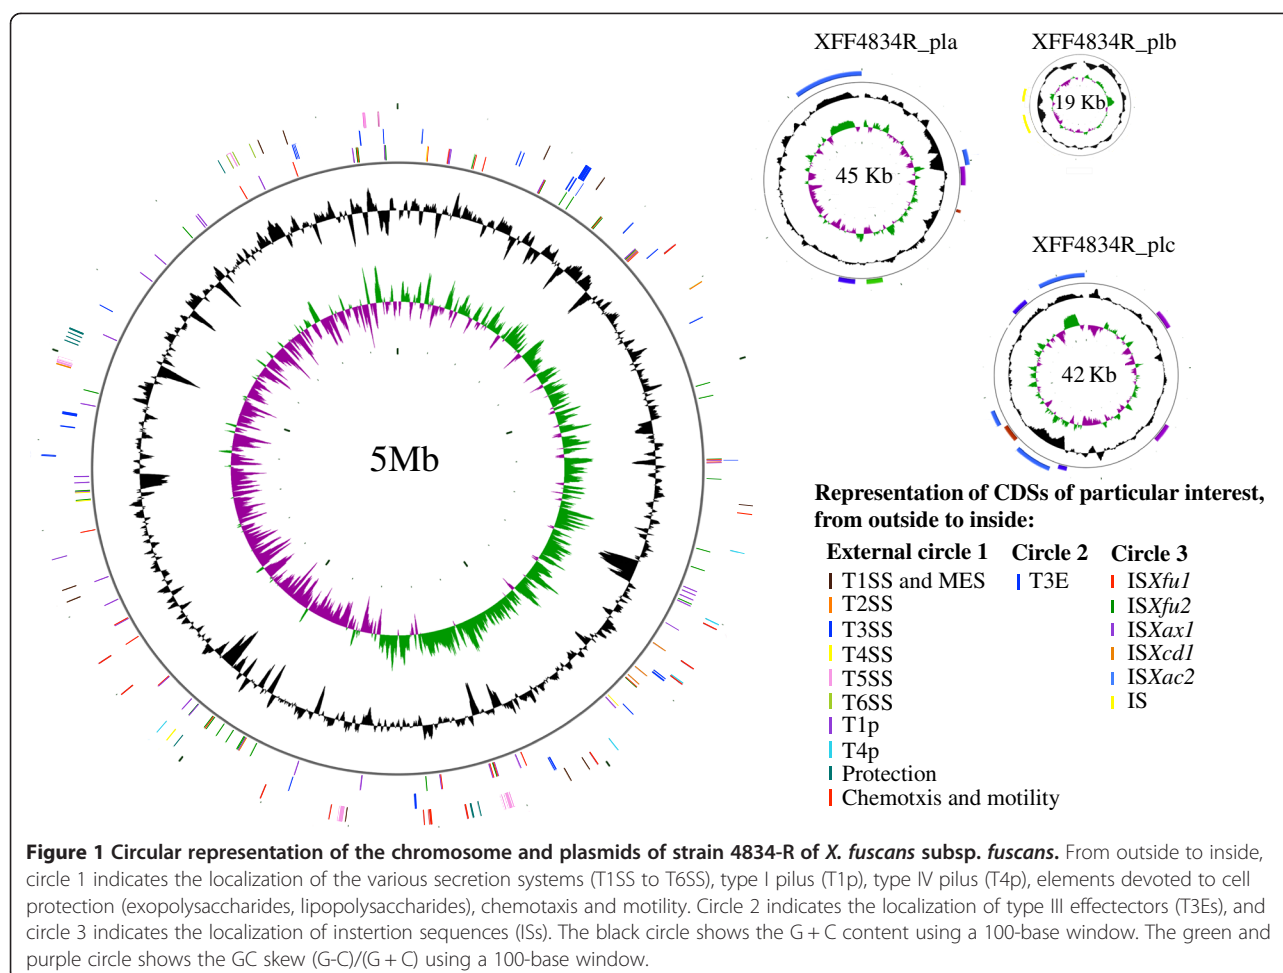 XFF4834R_pla
XFF4834R_plb
19 Kb
45 Kb
XFF4834R_plc
42 Kb
5Mb
Representation of CDSs of particular interest,
from outside to inside:
External circle 1
T1SS and MES
T2SS
T3SS
T4SS
T5SS
T6SS
T1p
T4p
Protection
Chemotxis and motility
Circle 2
T3E
Circle 3
ISXfu1
ISXfu2
ISXax1
ISXcd1
ISXac2
IS
Figure 1 Circular representation of the chromosome and plasmids of strain 4834-R of X. fuscans subsp. fuscans. From outside to inside,
circle 1 indicates the localization of the various secretion systems (T1SS to T6SS), type I pilus (T1p), type IV pilus (T4p), elements devoted to cell
protection (exopolysaccharides, lipopolysaccharides), chemotaxis and motility. Circle 2 indicates the localization of type III effectectors (T3Es), and
circle 3 indicates the localization of instertion sequences (ISs). The black circle shows the G + C content using a 100-base window. The green and
purple circle shows the GC skew (G-C)/(G + C) using a 100-base window.